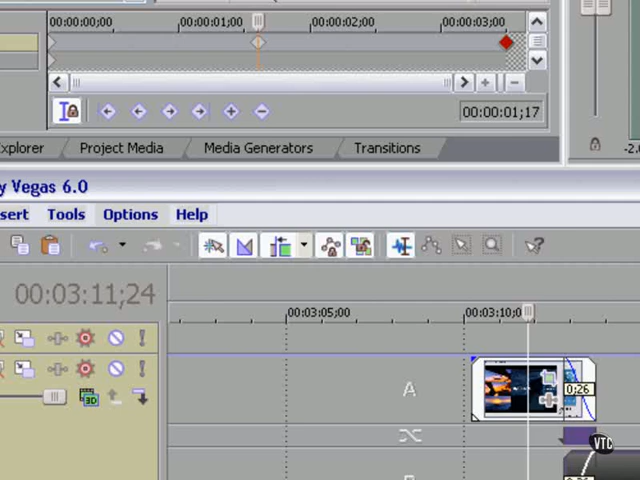 00:00:00;00 00:00:01;00 00:00:02;00 00:00:03;00
00:00:01;17
xplorer Project Media Media Generators Transitions
-2.
y Vegas 6.0
sert Tools Options Help
00:03:11;24
00:03:05;00 00:03:10;0
A
0;26
3D
VTC